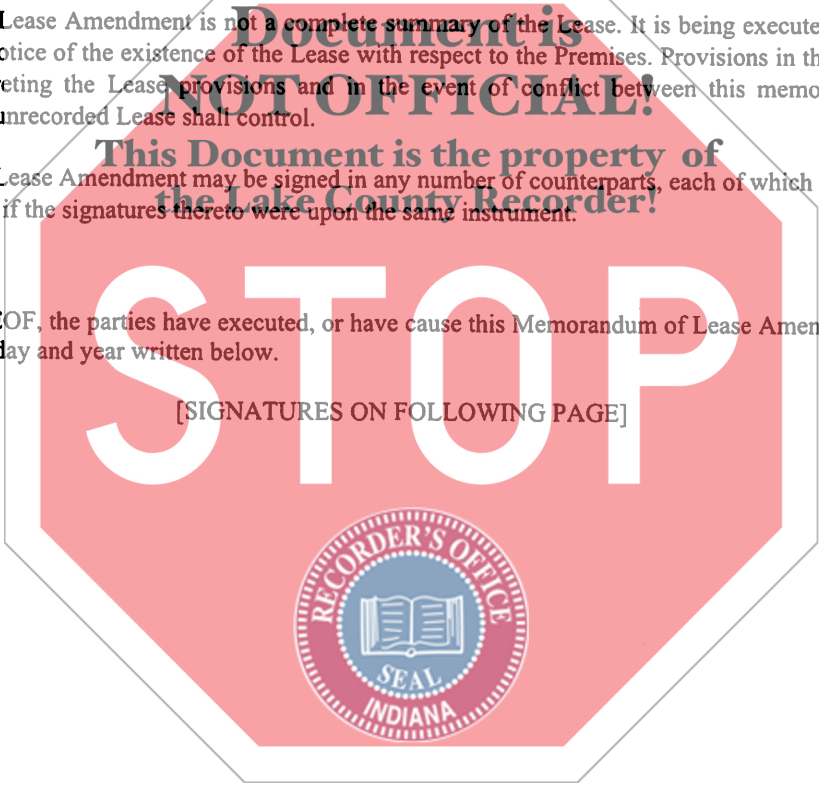 Lease Amendment is not a complete summary of the Lease. It is being execute
otice of the existence of the Lease with respect to the Premises. Provisions in th
eting the Lease provisions and in the event of conflict between this memo
unrecorded Lease shall control.
Document is
NOT OFFICIAL!
This Document is the property of
the Lake County Recorder!
Lease Amendment may be signed in any number of counterparts, each of which
if the signatures thereto were upon the same instrument.
STOP
OF, the parties have executed, or have cause this Memorandum of Lease Amen
day and year written below.
[SIGNATURES ON FOLLOWING PAGE]
RECORDER'S OFFICE
SEAL
INDIANA